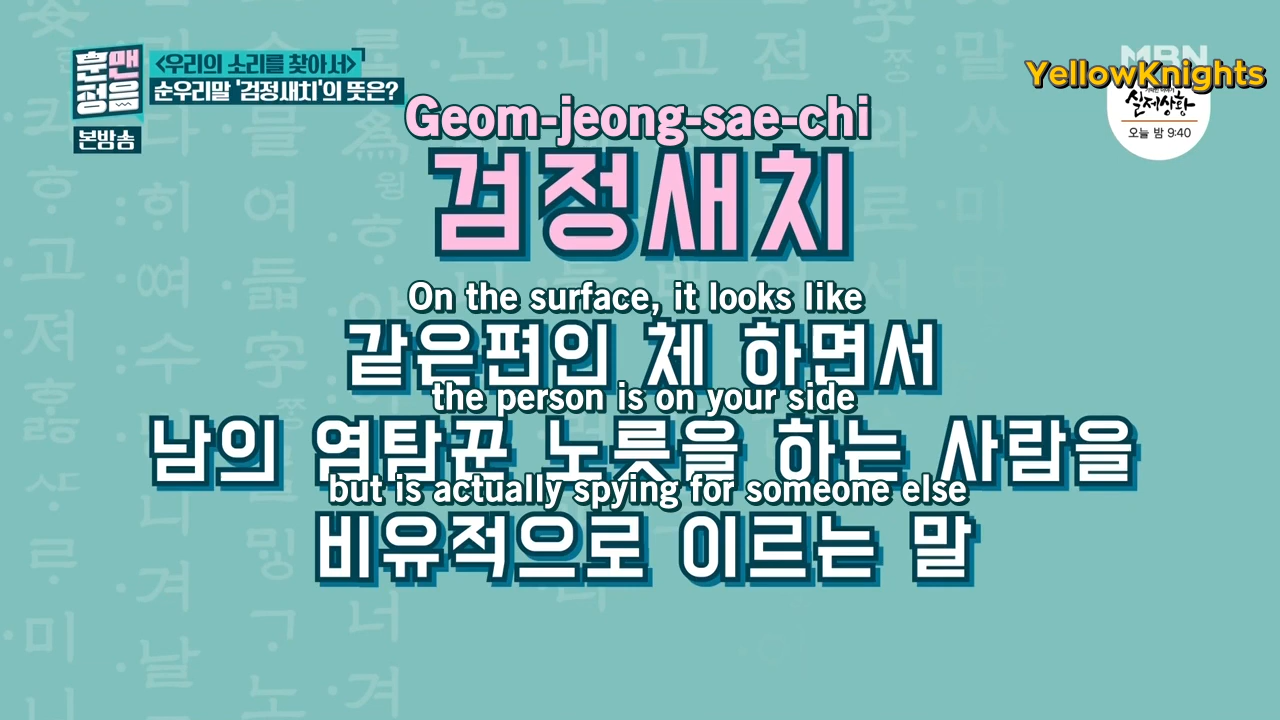 훈맨
정음
본방송
<우리의 소리를 찾아서>
순우리말 '검정새치'의 뜻은?
MBN
YellowKnights
실제상황
오늘 밤 9:40
Geom-jeong-sae-chi
검정새치
On the surface, it looks like
같은편인 체 하면서
the person is on your side
남의 염탐꾼 노릇을 하는 사람을
but is actually spying for someone else
비유적으로 이르는 말